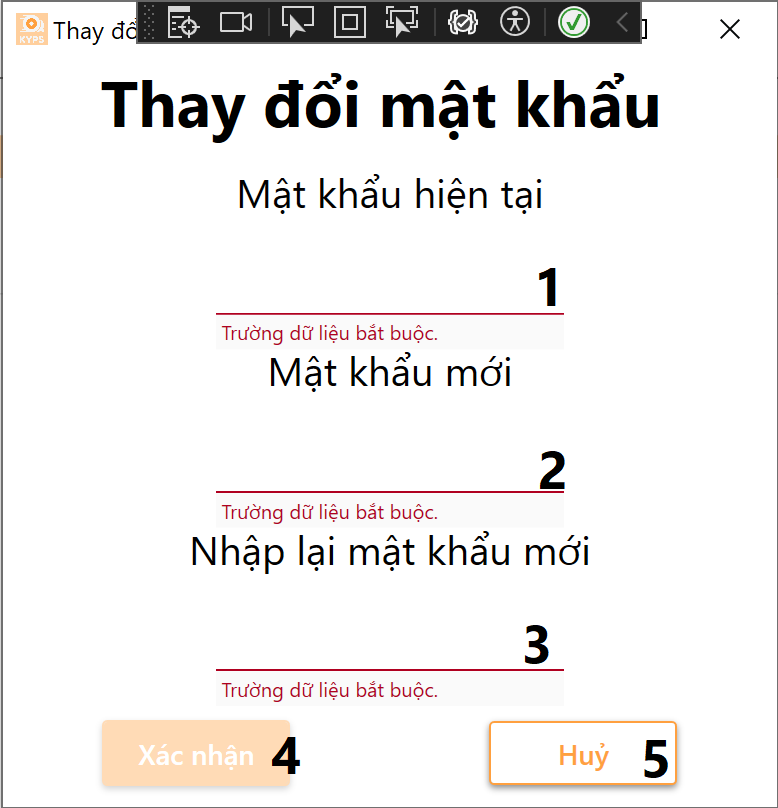 KYPS Thay đổ
Thay đổi mật khẩu
Mật khẩu hiện tại
1
Trường dữ liệu bắt buộc.
Mật khẩu mới
2
Trường dữ liệu bắt buộc.
Nhập lại mật khẩu mới
3
Trường dữ liệu bắt buộc.
Xác nhận 4
Huỷ 5